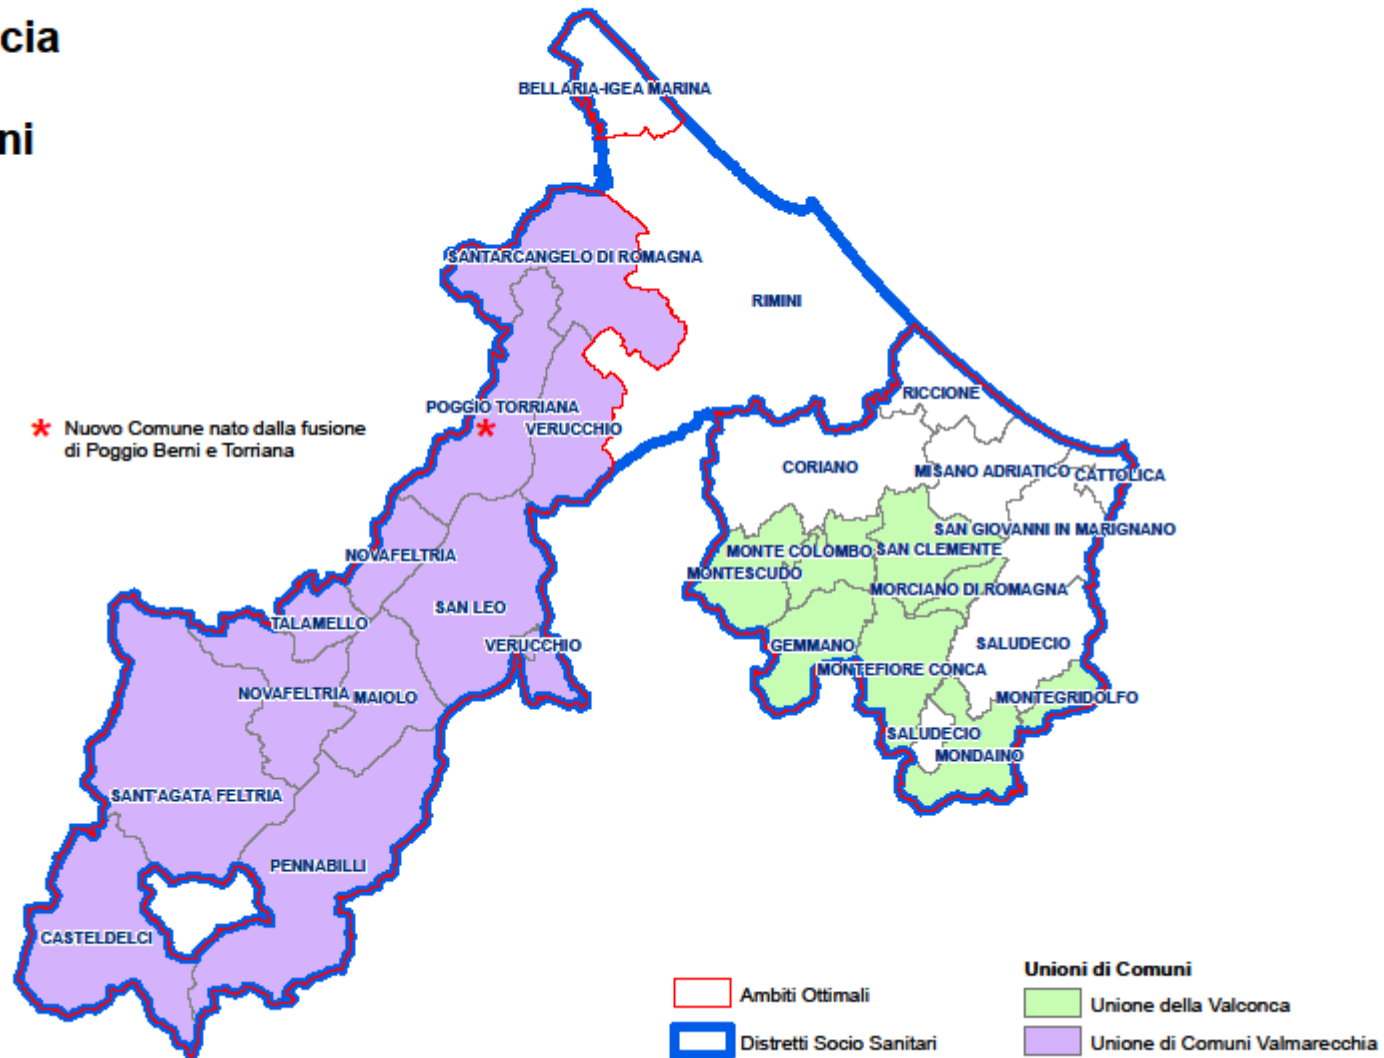 cia
ni
BELLARIA-IGEA MARINA
SANTARCANGELO DI ROMAGNA
RIMINI
RICCIONE
POGGIO TORRIANA
*
VERUCCHIO
* Nuovo Comune nato dalla fusione
di Poggio Berni e Torriana
CORIANO
MISANO ADRIATICO
CATTOLICA
SAN GIOVANNI IN MARIGNANO
MONTE COLOMBO
SAN CLEMENTE
NOVAFELTRIA
MONTESCUDO
MORCIANO DI ROMAGNA
SAN LEO
TALAMELLO
VERUCCHIO
GEMMANO
SALUDECIO
MONTEFIORE CONCA
NOVAFELTRIA
MAIOLO
MONTEGRIDOLFO
SALUDECIO
MONDAINO
SANT'AGATA FELTRIA
PENNABILLI
CASTELDELCI
Ambiti Ottimali
Distretti Socio Sanitari
Unioni di Comuni
Unione della Valconca
Unione di Comuni Valmarecchia